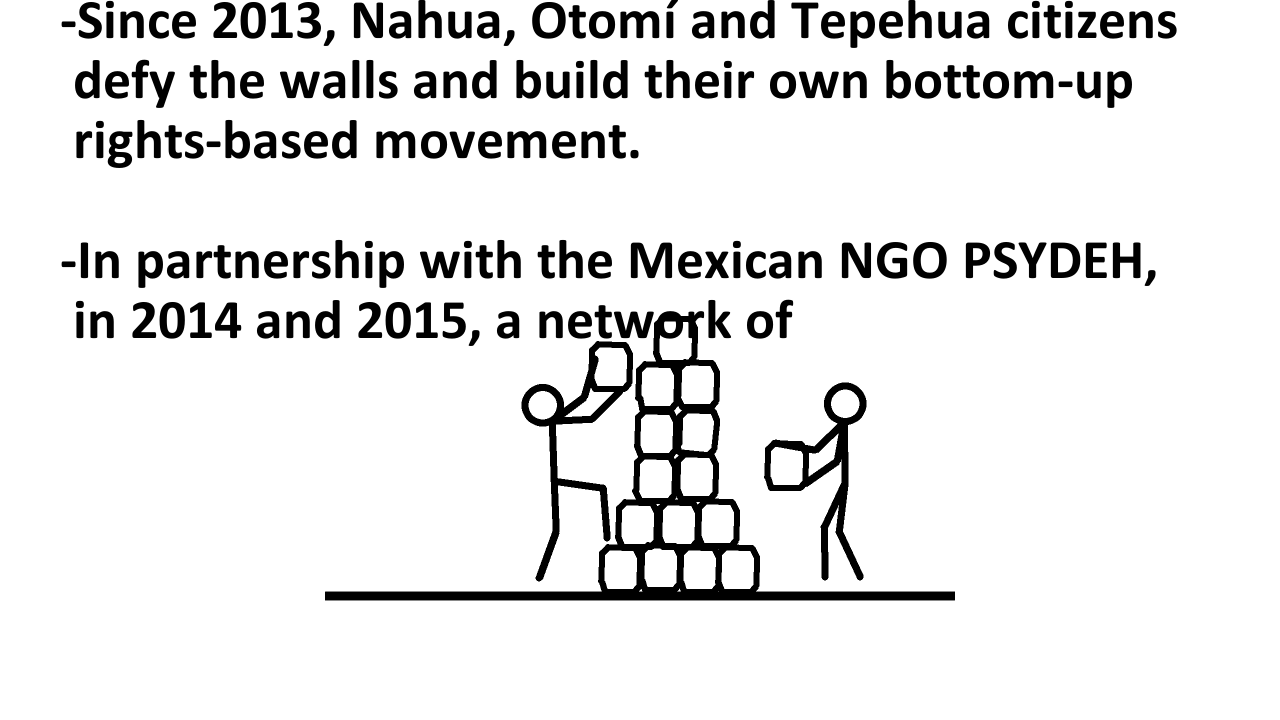 -Since 2013, Nahua, Otomí and Tepehua citizens
defy the walls and build their own bottom-up
rights-based movement.
-In partnership with the Mexican NGO PSYDEH,
in 2014 and 2015, a network of